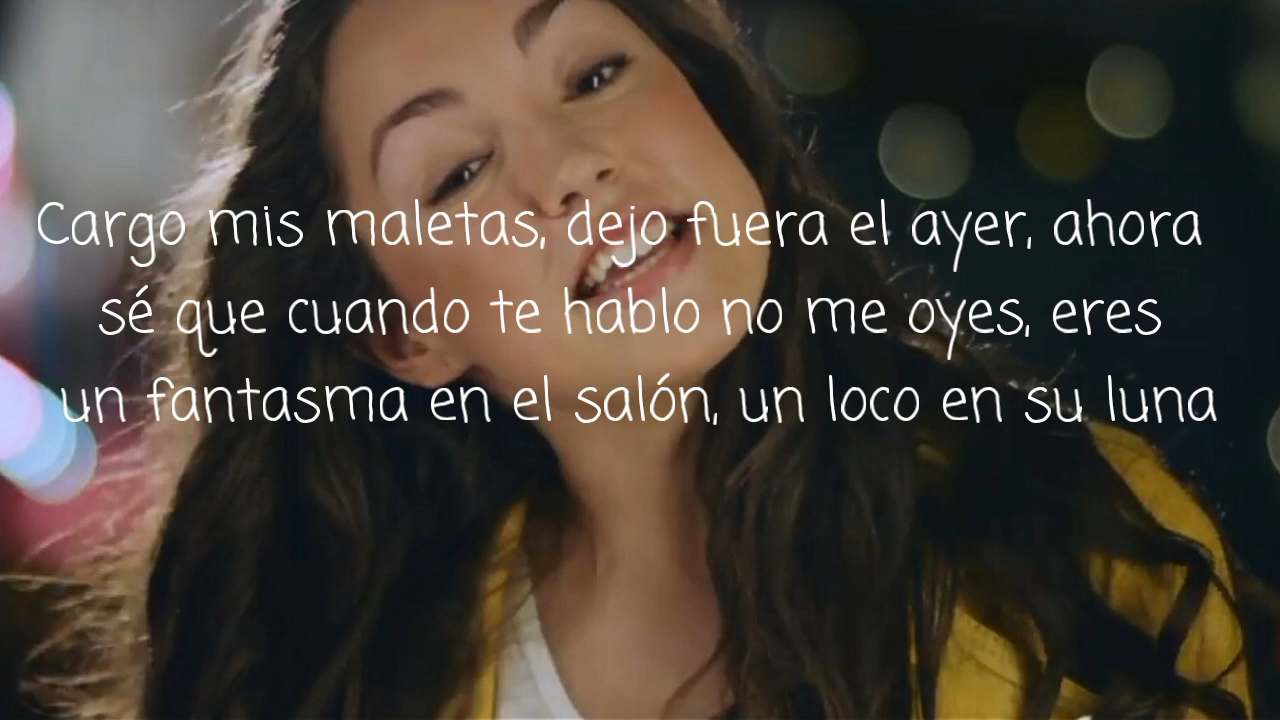 Cargo mis maletas, dejo fuera el ayer, ahora
sé que cuando te hablo no me oyes, eres
un fantasma en el salón, un loco en su luna